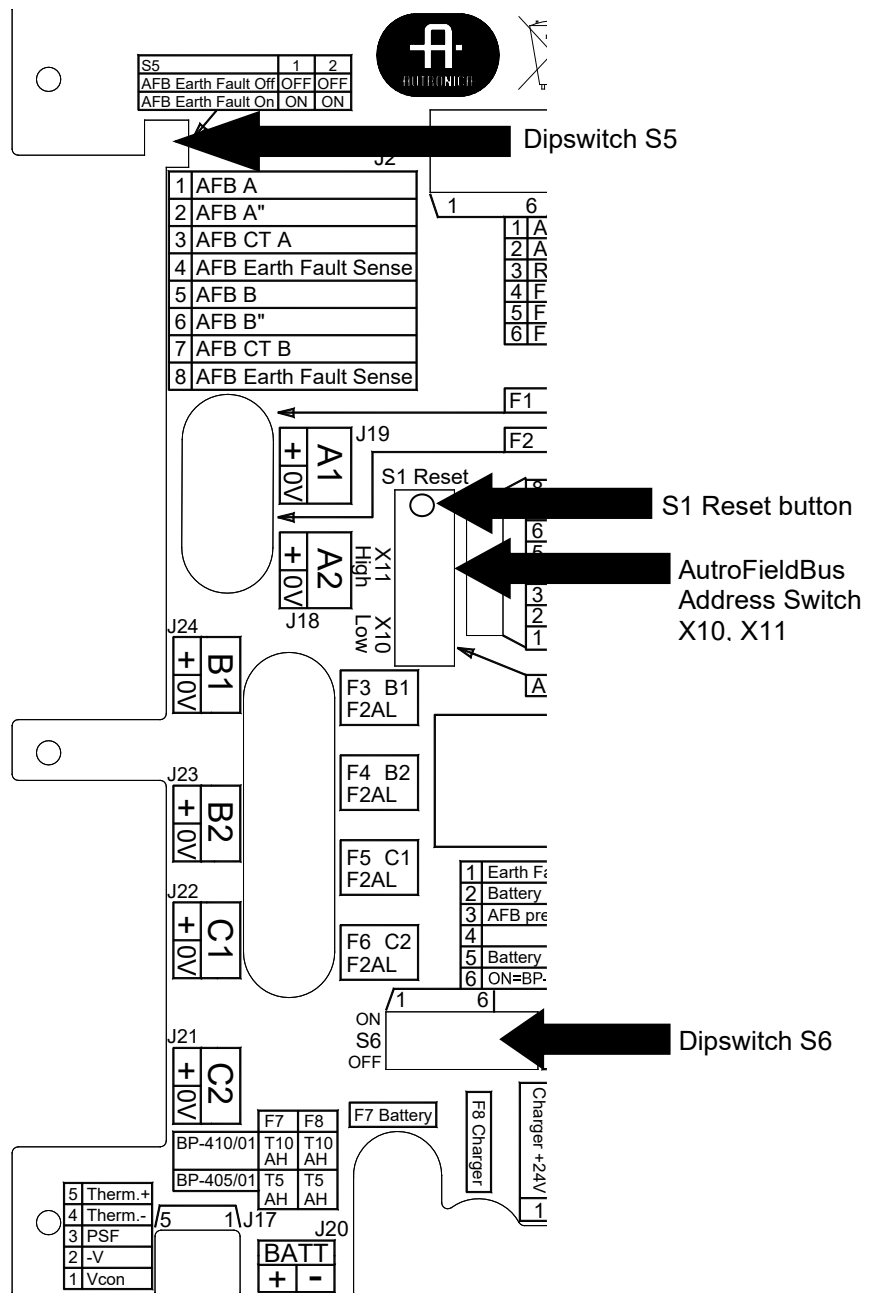 S5 1 2
AFB Earth Fault Off OFF OFF
AFB Earth Fault On ON ON
AUTRONICA
Dipswitch S5
J2
1 AFB A
2 AFB A"
3 AFB CT A
4 AFB Earth Fault Sense
5 AFB B
6 AFB B"
7 AFB CT B
8 AFB Earth Fault Sense
1 6
1 A
2 A
3 R
4 F
5 F
6 F
F1
F2
J19
A1
+ 0V
S1 Reset
S1 Reset button
8
6
5
3
2
1
A2
+ 0V
J18
X11
High
X10
Low
AutroFieldBus
Address Switch
X10, X11
A
J24
B1
+ 0V
F3 B1
F2AL
J23
B2
+ 0V
F4 B2
F2AL
J22
C1
+ 0V
F5 C1
F2AL
F6 C2
F2AL
1 Earth Fa
2 Battery
3 AFB pre
4
5 Battery
6 ON=BP-
1 6
ON
S6
OFF
Dipswitch S6
J21
C2
+ 0V
F7 F8
BP-410/01 T10 T10
AH AH
BP-405/01 T5 T5
AH AH
F7 Battery
F8 Charger
Charger +24V
1
5 Therm.+
4 Therm.-
3 PSF
2 -V
1 Vcon
5 1 J17
J20
BATT
+ -